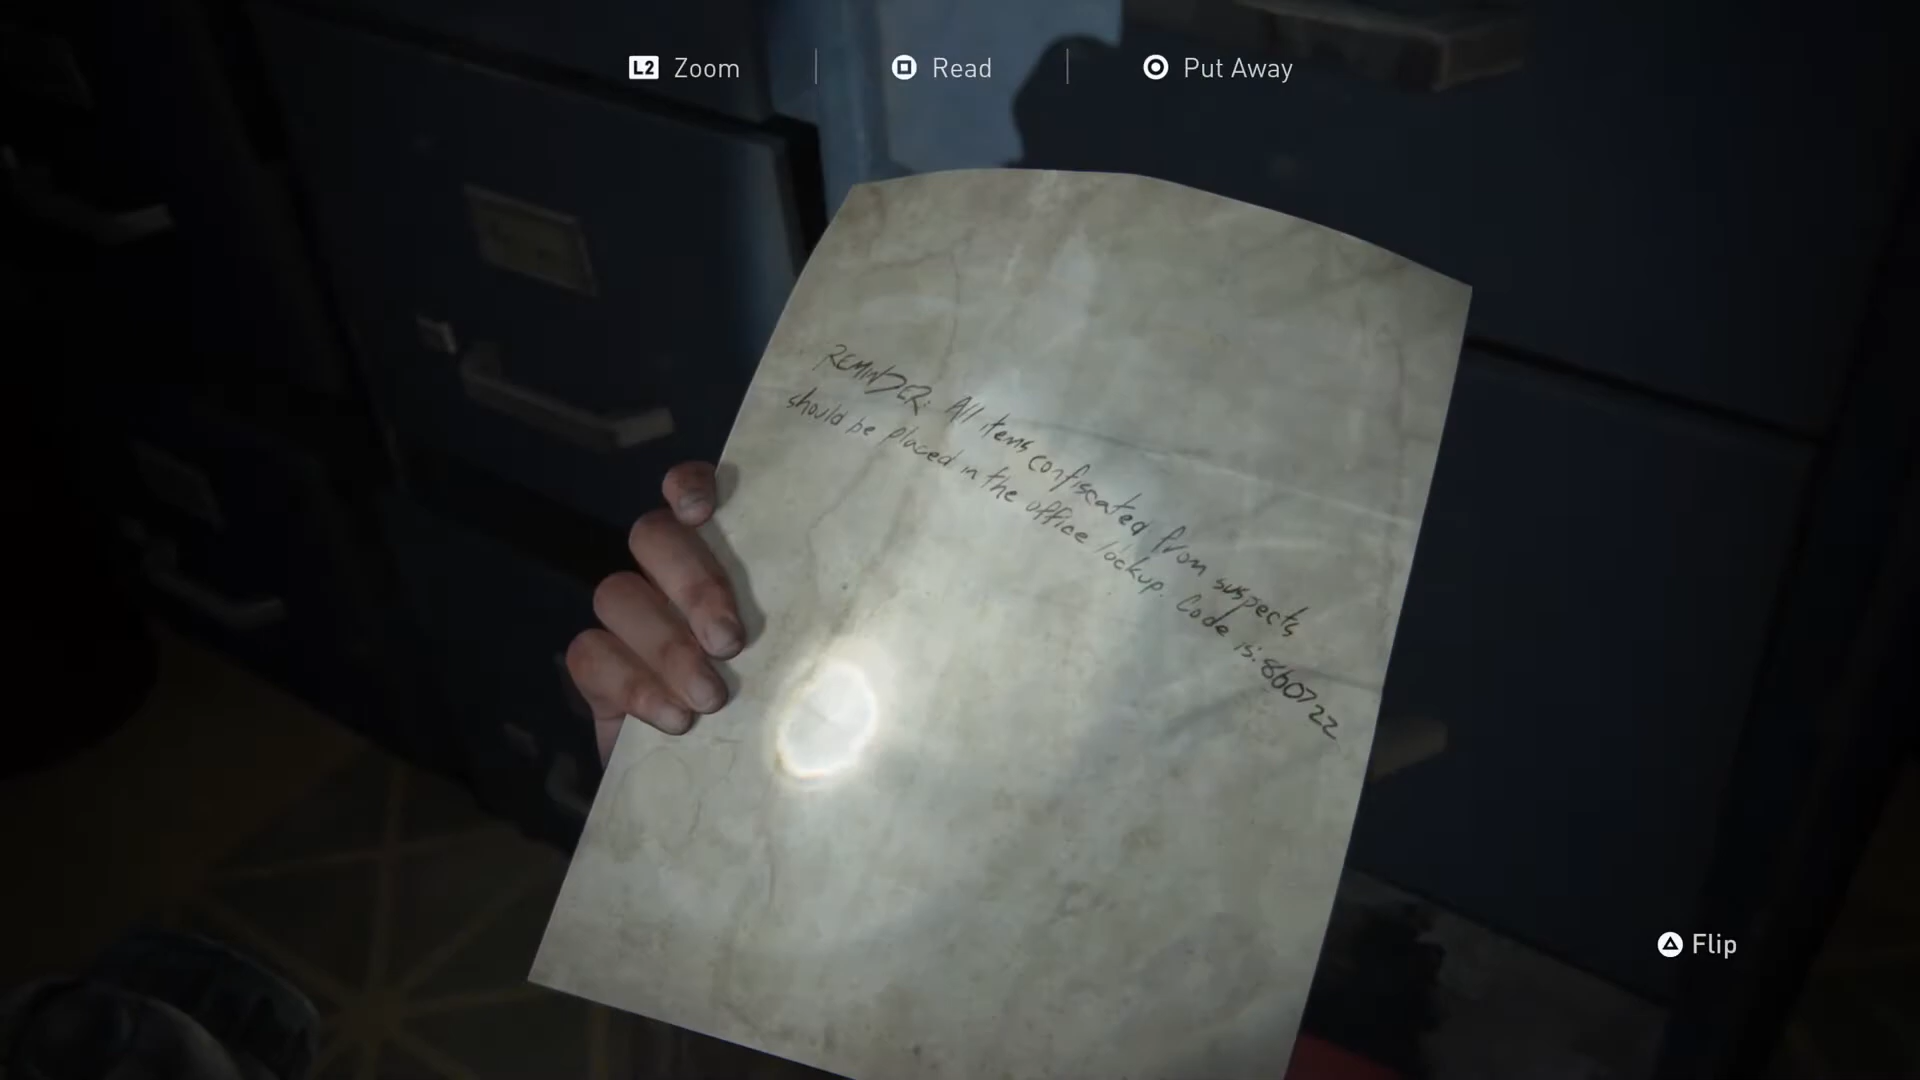 L2 Zoom
Read
Put Away
REMINDER: All items confiscated from suspects
should be placed in the office lockup. Code is: 860722
Flip